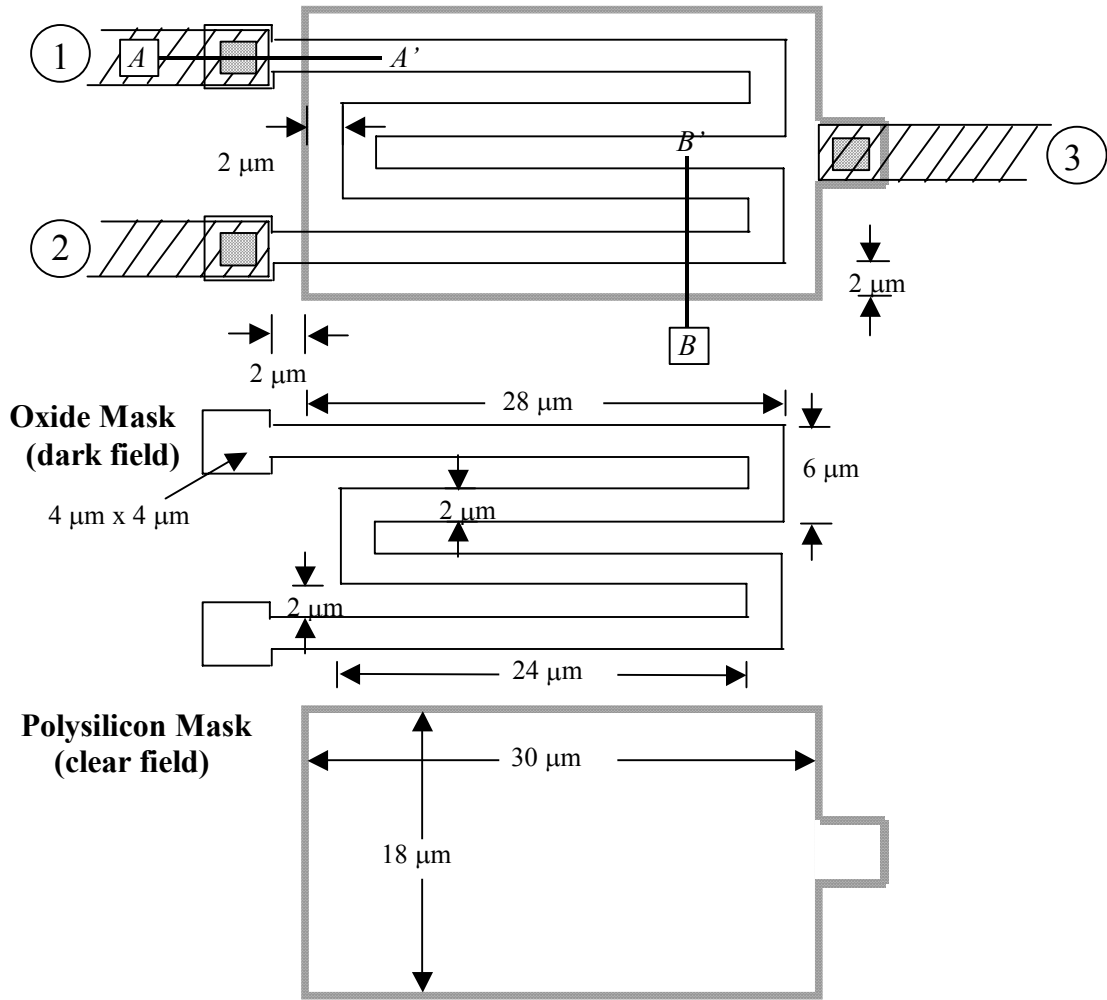 1
A
A’
2 μm
B’
3
2
2 μm
B
2 μm
Oxide Mask
(dark field)
28 μm
6 μm
4 μm x 4 μm
2 μm
2 μm
24 μm
Polysilicon Mask
(clear field)
30 μm
18 μm